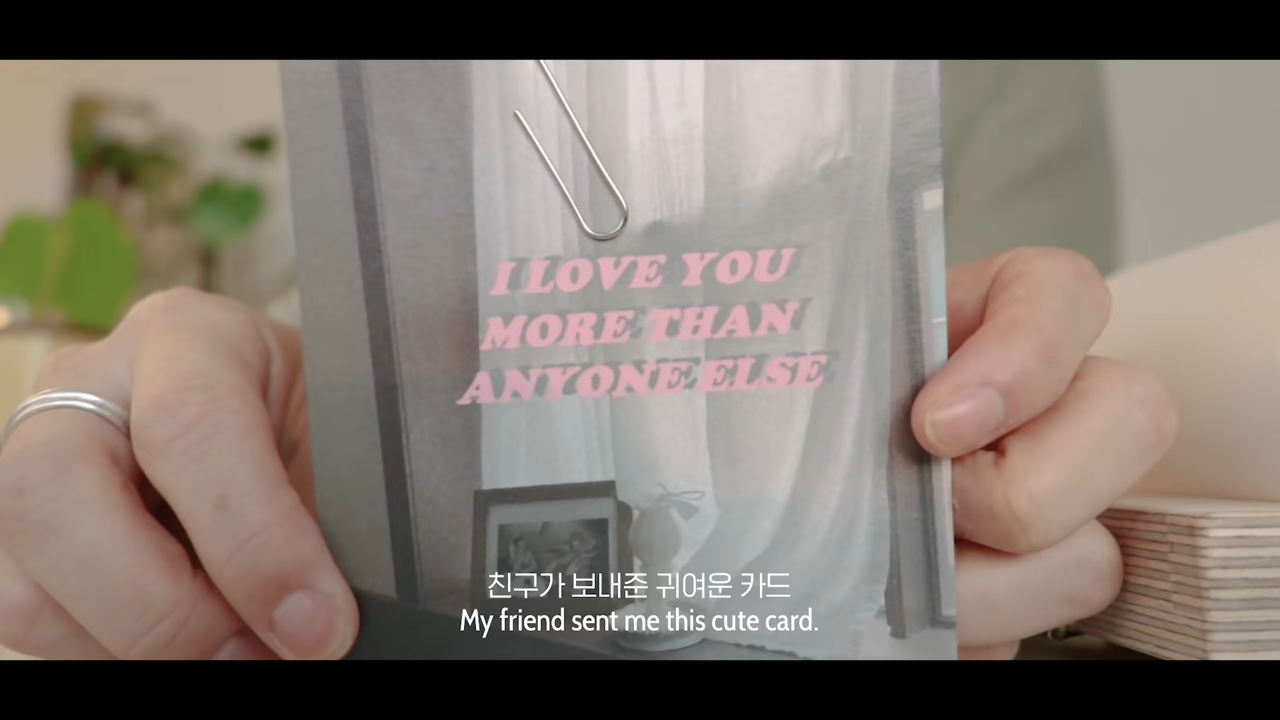 I LOVE YOU
MORE THAN
ANYONE ELSE
친구가 보내준 귀여운 카드
My friend sent me this cute card.